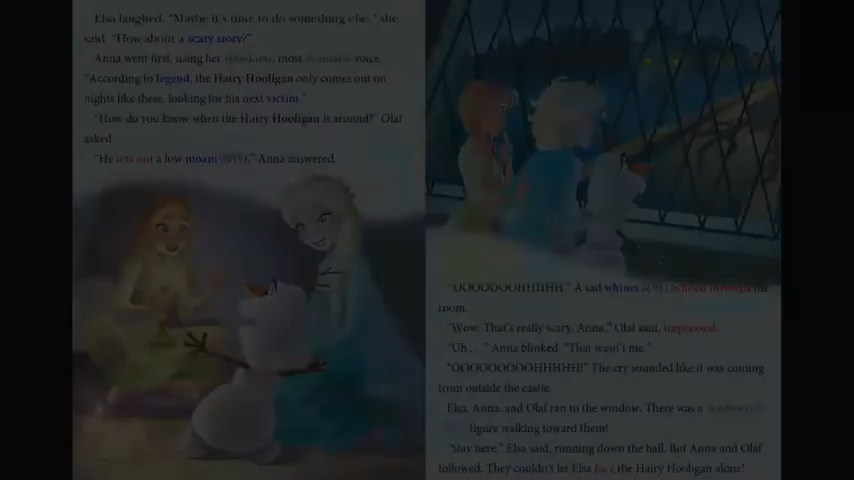 Elsa laughed. "Maybe it's time to do something else," she
said. "How about a scary story?"
Anna went first, using her spookiest, most dramatic voice.
"According to legend, the Hairy Hooligan only comes out on
nights like these, looking for his next victim."
"How do you know when the Hairy Hooligan is around?" Olaf
asked.
"He lets out a low moan," Anna answered.
"OOOOOOOHHHHH." A sad echoed through the
room.
"Wow. That's really scary, Anna," Olaf said, impressed.
"Uh . . ." Anna blinked. "That wasn't me."
"OOOOOOOOOHHHHH!" The cry sounded like it was coming
from outside the castle.
Elsa, Anna, and Olaf ran to the window. There was a
figure walking toward them!
"Stay here," Elsa said, running down the hall. But Anna and Olaf
followed. They couldn't let Elsa face the Hairy Hooligan alone!